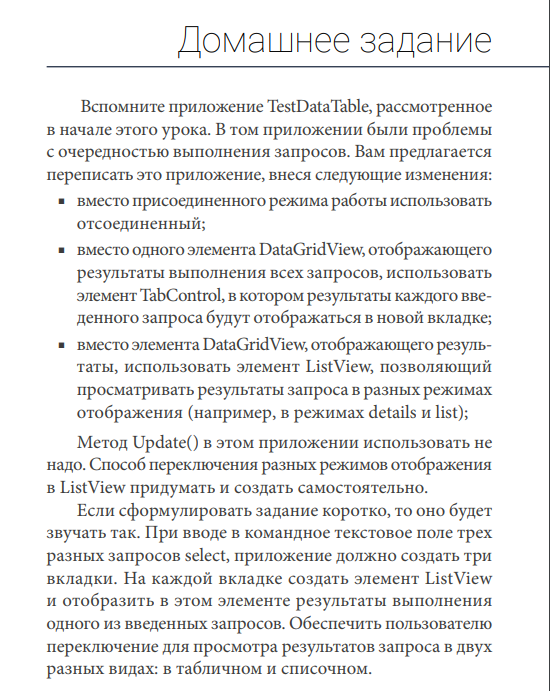 Домашнее задание
Вспомните приложение TestDataTable, рассмотренное
в начале этого урока. В том приложении были проблемы
с очередностью выполнения запросов. Вам предлагается
переписать это приложение, внеся следующие изменения:
■ вместо присоединенного режима работы использовать
отсоединенный;
■ вместо одного элемента DataGridView, отображающего
результаты выполнения всех запросов, использовать
элемент TabControl, в котором результаты каждого вве-
денного запроса будут отображаться в новой вкладке;
■ вместо элемента DataGridView, отображающего резуль-
таты, использовать элемент ListView, позволяющий
просматривать результаты запроса в разных режимах
отображения (например, в режимах details и list);
Метод Update() в этом приложении использовать не
надо. Способ переключения разных режимов отображения
в ListView придумать и создать самостоятельно.
Если сформулировать задание коротко, то оно будет
звучать так. При вводе в командное текстовое поле трех
разных запросов select, приложение должно создать три
вкладки. На каждой вкладке создать элемент ListView
и отобразить в этом элементе результаты выполнения
одного из введенных запросов. Обеспечить пользователю
переключение для просмотра результатов запроса в двух
разных видах: в табличном и списочном.